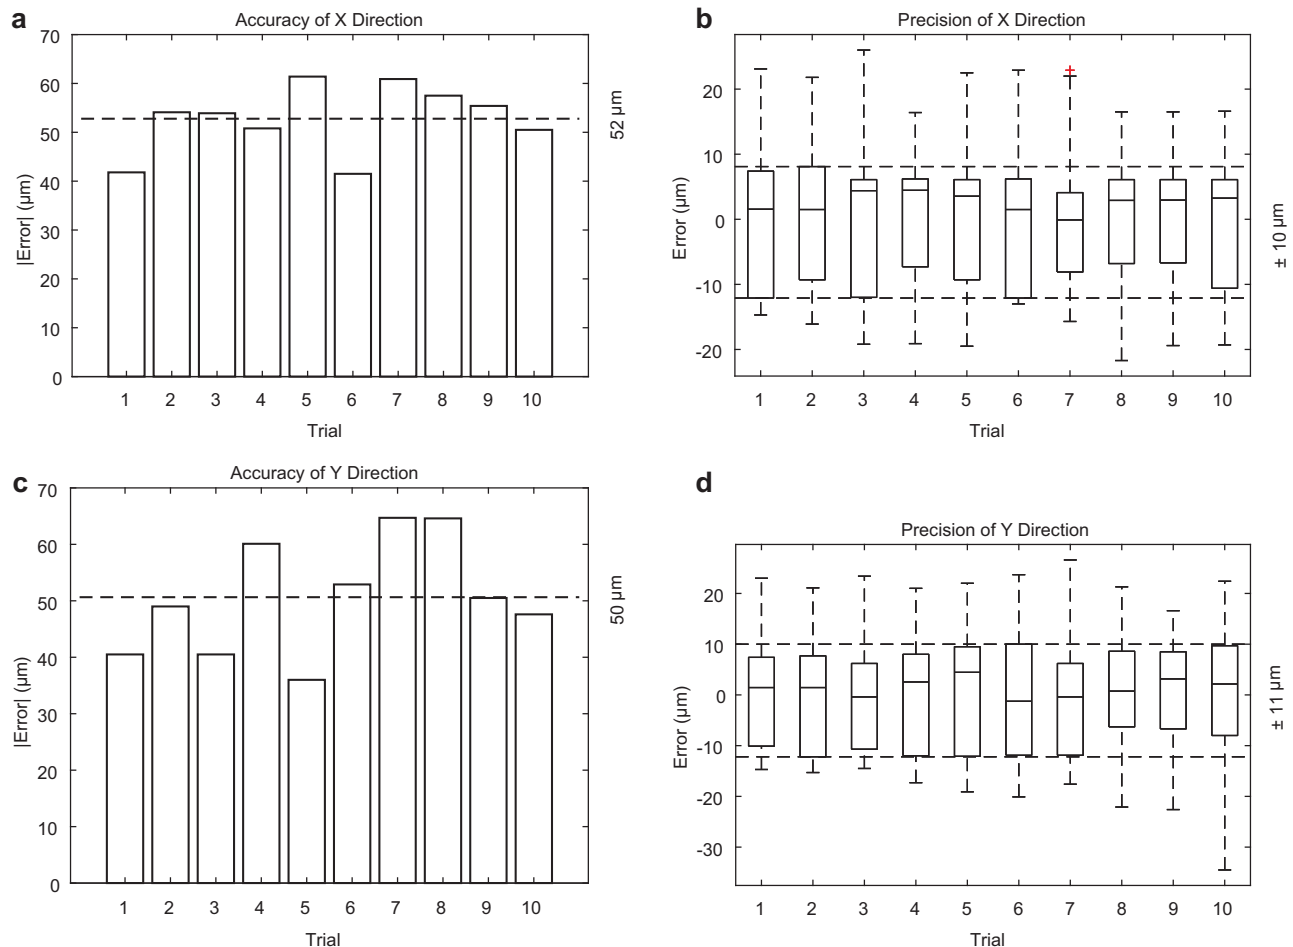 a
Accuracy of X Direction
70
60
50
40
30
20
10
0
|Error| (μm)
52 μm
1 2 3 4 5 6 7 8 9 10
Trial
b
Precision of X Direction
20
10
0
-10
-20
Error (μm)
± 10 μm
1 2 3 4 5 6 7 8 9 10
Trial
c
Accuracy of Y Direction
70
60
50
40
30
20
10
0
|Error| (μm)
50 μm
1 2 3 4 5 6 7 8 9 10
Trial
d
Precision of Y Direction
20
10
0
-10
-20
-30
Error (μm)
± 11 μm
1 2 3 4 5 6 7 8 9 10
Trial